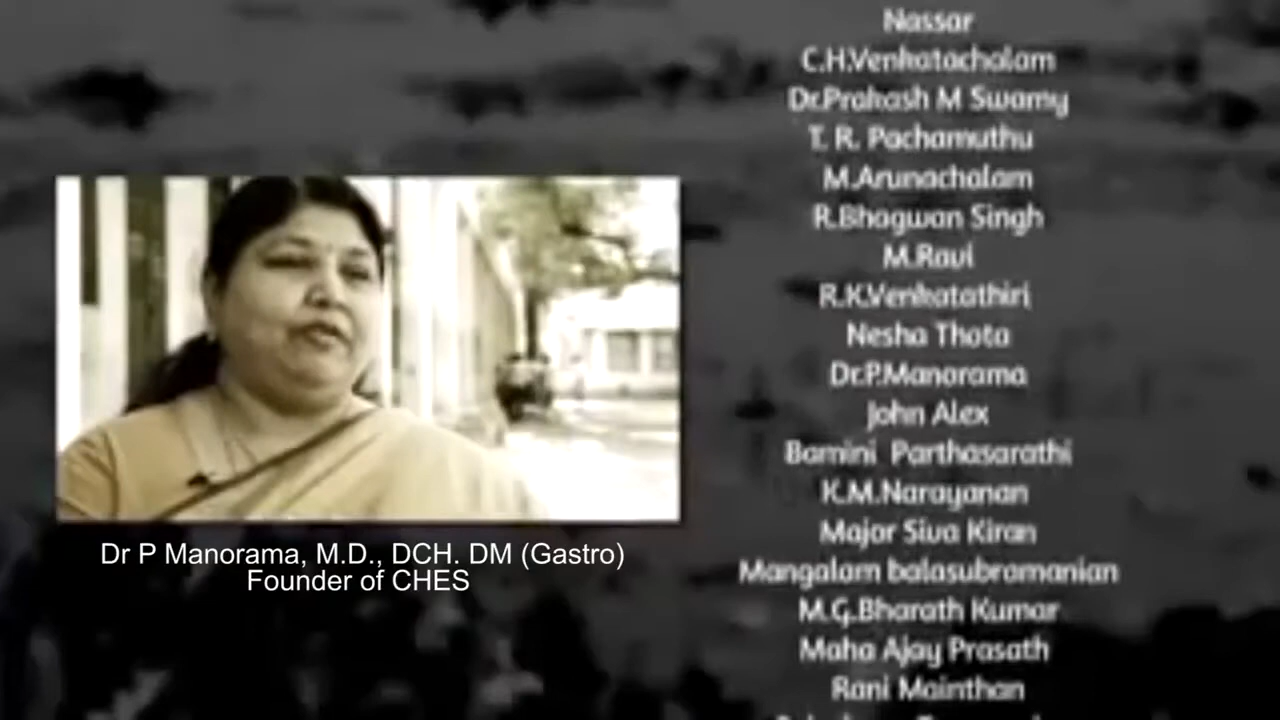 Nassar
C.H.Venkatachalam
Dr.Prakash M Swamy
T. R. Pachamuthu
M.Arunachalam
R.Bhagwan Singh
M.Ravi
R.K.Venkatathiri
Nesha Thota
Dr.P.Manorama
John Alex
Bamini Parthasarathi
K.M.Narayanan
Major Siva Kiran
Mangalam balasubramanian
M.G.Bharath Kumar
Maha Ajay Prasath
Rani Mainthan
Dr P Manorama, M.D., DCH. DM (Gastro)
Founder of CHES